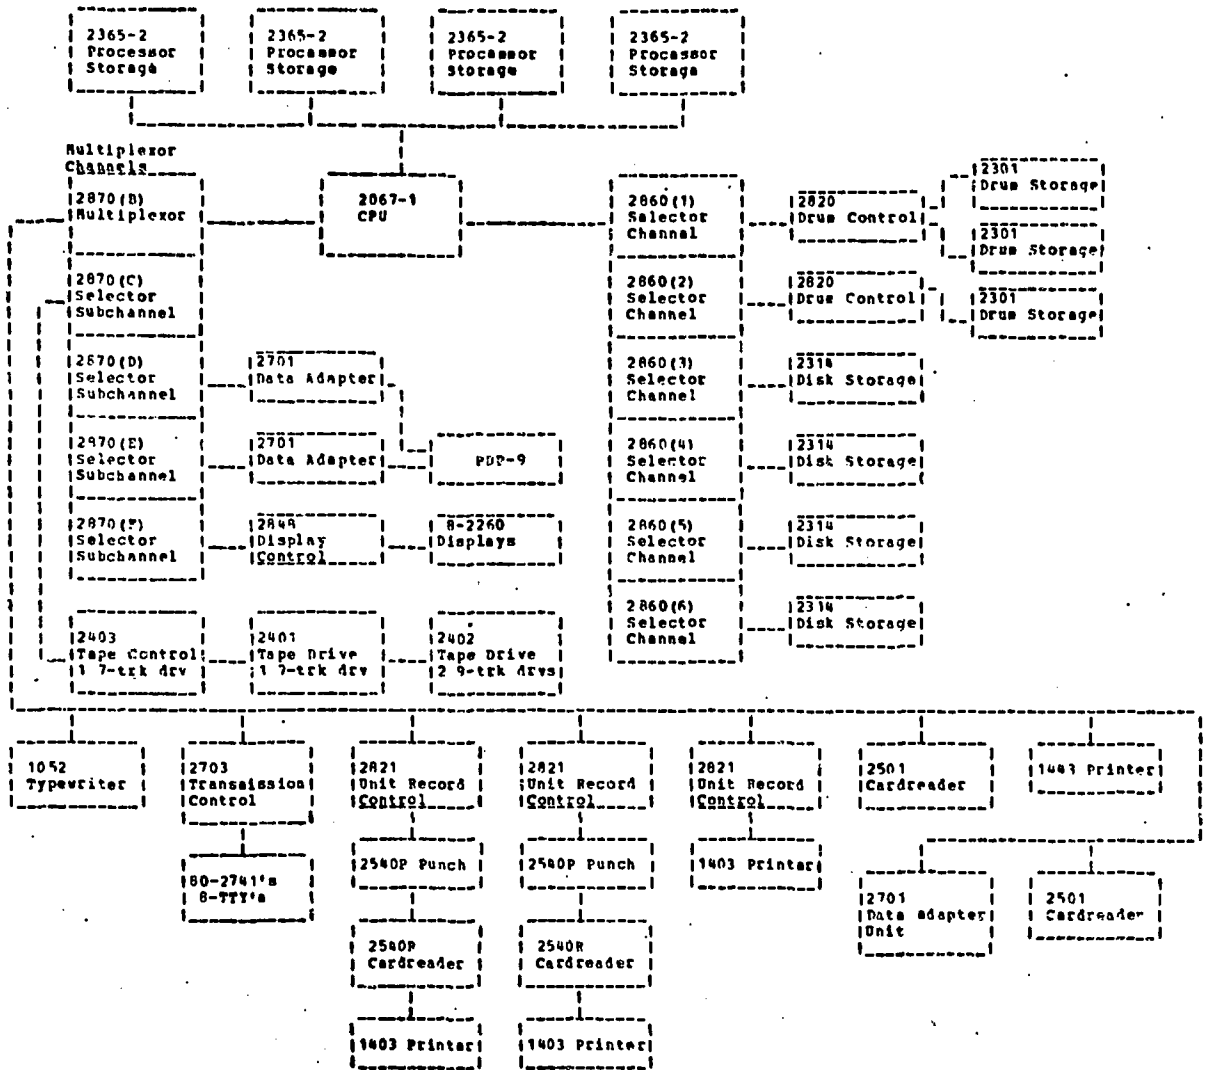 2365-2
Processor
Storage
2365-2
Processor
Storage
2365-2
Processor
Storage
2365-2
Processor
Storage
Multiplexor
Channels
2870(B)
Multiplexor
2067-1
CPU
2860(1)
Selector
Channel
2820
Drum Control
2301
Drum Storage
2301
Drum Storage
2870(C)
Selector
Subchannel
2860(2)
Selector
Channel
2820
Drum Control
2301
Drum Storage
2870(D)
Selector
Subchannel
2701
Data Adapter
2860(3)
Selector
Channel
2314
Disk Storage
2870(E)
Selector
Subchannel
2701
Data Adapter
PDP-9
2860(4)
Selector
Channel
2314
Disk Storage
2870(F)
Selector
Subchannel
2848
Display
Control
8-2260
Displays
2860(5)
Selector
Channel
2314
Disk Storage
2860(6)
Selector
Channel
2314
Disk Storage
2403
Tape Control
1 7-trk drv
2401
Tape Drive
1 7-trk drv
2402
Tape Drive
2 9-trk drvs
1052
Typewriter
2703
Transmission
Control
2821
Unit Record
Control
2821
Unit Record
Control
2821
Unit Record
Control
2501
Cardreader
1443 Printer
80-2741's
8-TTY's
2540P Punch
2540P Punch
1403 Printer
2701
Data Adapter
Unit
2501
Cardreader
2540R
Cardreader
2540R
Cardreader
1403 Printer
1403 Printer